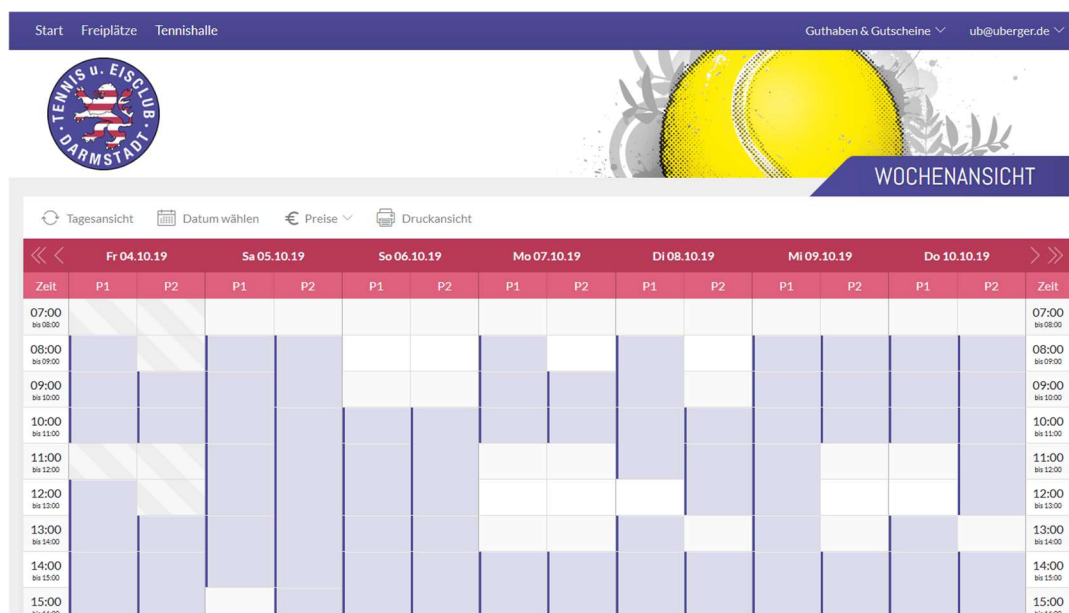 Start Freiplätze Tennishalle Guthaben & Gutscheine ub@uberger.de
TENNIS u. EISCLUB
DARMSTADT
WOCHENANSICHT
Tagesansicht Datum wählen € Preise Druckansicht
Fr 04.10.19 Sa 05.10.19 So 06.10.19 Mo 07.10.19 Di 08.10.19 Mi 09.10.19 Do 10.10.19
Zeit P1 P2 P1 P2 P1 P2 P1 P2 P1 P2 P1 P2 P1 P2 Zeit
07:00 07:00
bis 08:00 bis 08:00
08:00 08:00
bis 09:00 bis 09:00
09:00 09:00
bis 10:00 bis 10:00
10:00 10:00
bis 11:00 bis 11:00
11:00 11:00
bis 12:00 bis 12:00
12:00 12:00
bis 13:00 bis 13:00
13:00 13:00
bis 14:00 bis 14:00
14:00 14:00
bis 15:00 bis 15:00
15:00 15:00